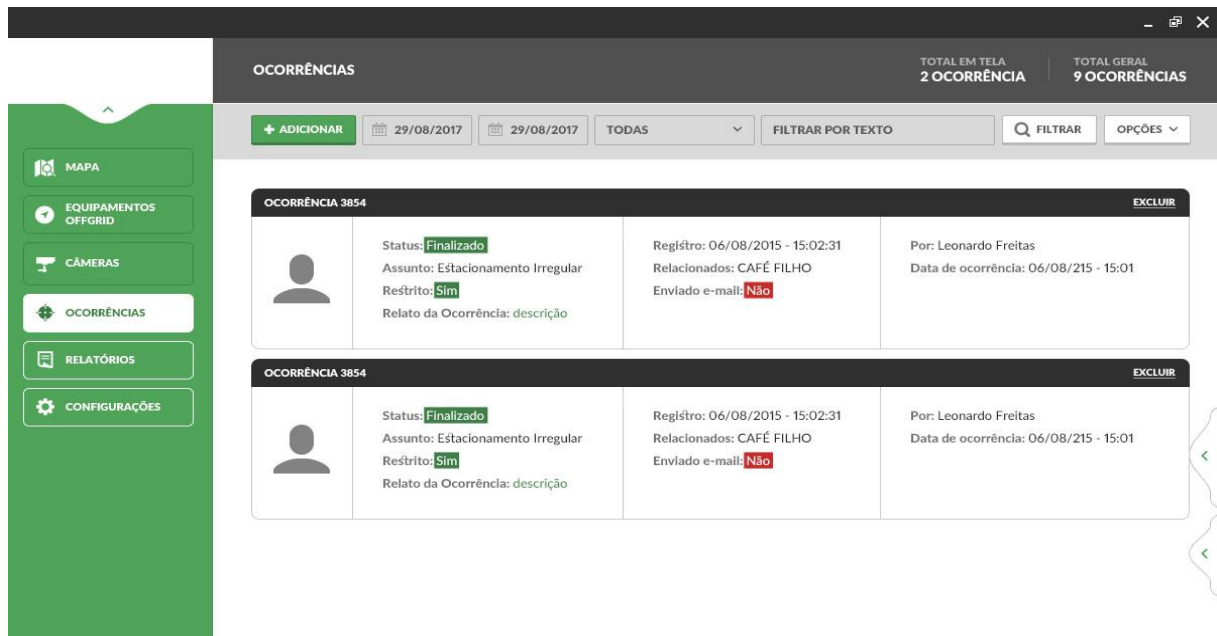 OCORRÊNCIAS
TOTAL EM TELA
2 OCORRÊNCIA
TOTAL GERAL
9 OCORRÊNCIAS
+ ADICIONAR
29/08/2017
29/08/2017
TODAS
FILTRAR POR TEXTO
FILTRAR
OPÇÕES
MAPA
EQUIPAMENTOS
OFFGRID
CÂMERAS
OCORRÊNCIAS
RELATÓRIOS
CONFIGURAÇÕES
OCORRÊNCIA 3854
EXCLUIR
Status: Finalizado
Assunto: Estacionamento Irregular
Restrito: Sim
Relato da Ocorrência: descrição
Registro: 06/08/2015 - 15:02:31
Relacionados: CAFÉ FILHO
Enviado e-mail: Não
Por: Leonardo Freitas
Data de ocorrência: 06/08/215 - 15:01
OCORRÊNCIA 3854
EXCLUIR
Status: Finalizado
Assunto: Estacionamento Irregular
Restrito: Sim
Relato da Ocorrência: descrição
Registro: 06/08/2015 - 15:02:31
Relacionados: CAFÉ FILHO
Enviado e-mail: Não
Por: Leonardo Freitas
Data de ocorrência: 06/08/215 - 15:01